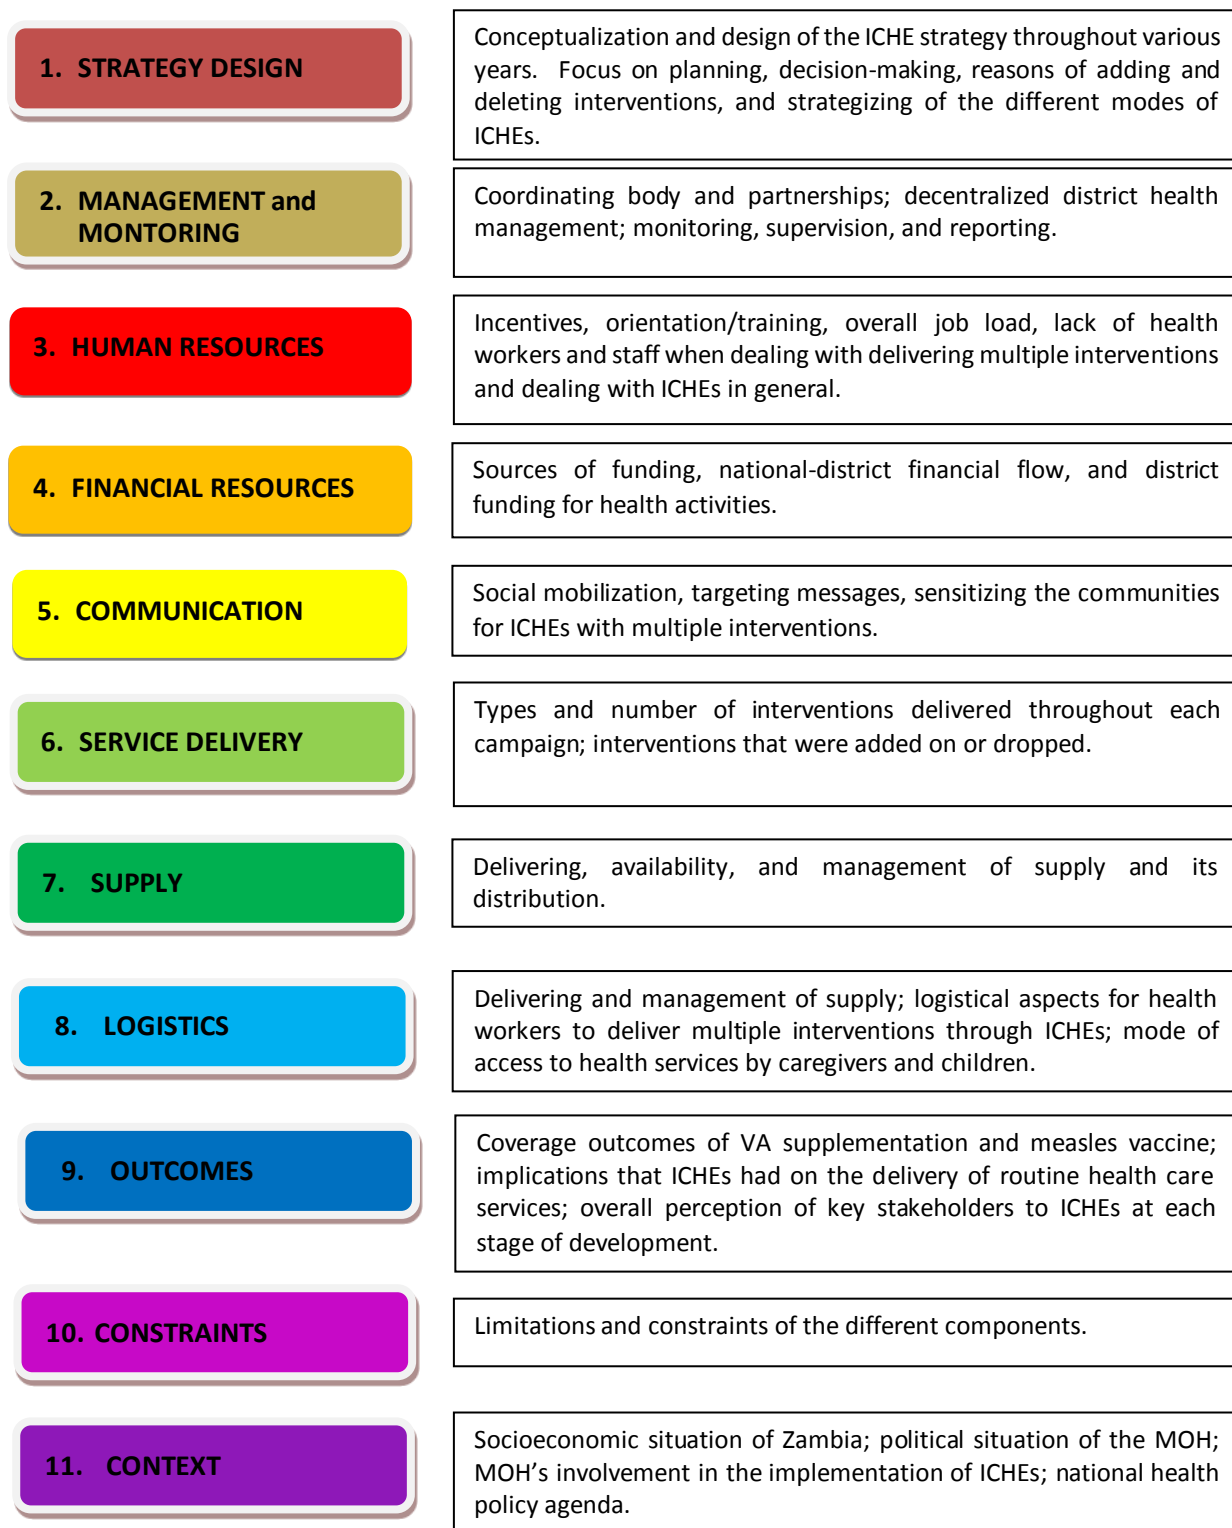 1. STRATEGY DESIGN
Conceptualization and design of the ICHE strategy throughout various
years. Focus on planning, decision-making, reasons of adding and
deleting interventions, and strategizing of the different modes of
ICHEs.
2. MANAGEMENT and
MONTORING
Coordinating body and partnerships; decentralized district health
management; monitoring, supervision, and reporting.
3. HUMAN RESOURCES
Incentives, orientation/training, overall job load, lack of health
workers and staff when dealing with delivering multiple interventions
and dealing with ICHEs in general.
4. FINANCIAL RESOURCES
Sources of funding, national-district financial flow, and district
funding for health activities.
5. COMMUNICATION
Social mobilization, targeting messages, sensitizing the communities
for ICHEs with multiple interventions.
6. SERVICE DELIVERY
Types and number of interventions delivered throughout each
campaign; interventions that were added on or dropped.
7. SUPPLY
Delivering, availability, and management of supply and its
distribution.
8. LOGISTICS
Delivering and management of supply; logistical aspects for health
workers to deliver multiple interventions through ICHEs; mode of
access to health services by caregivers and children.
9. OUTCOMES
Coverage outcomes of VA supplementation and measles vaccine;
implications that ICHEs had on the delivery of routine health care
services; overall perception of key stakeholders to ICHEs at each
stage of development.
10. CONSTRAINTS
Limitations and constraints of the different components.
11. CONTEXT
Socioeconomic situation of Zambia; political situation of the MOH;
MOH's involvement in the implementation of ICHEs; national health
policy agenda.